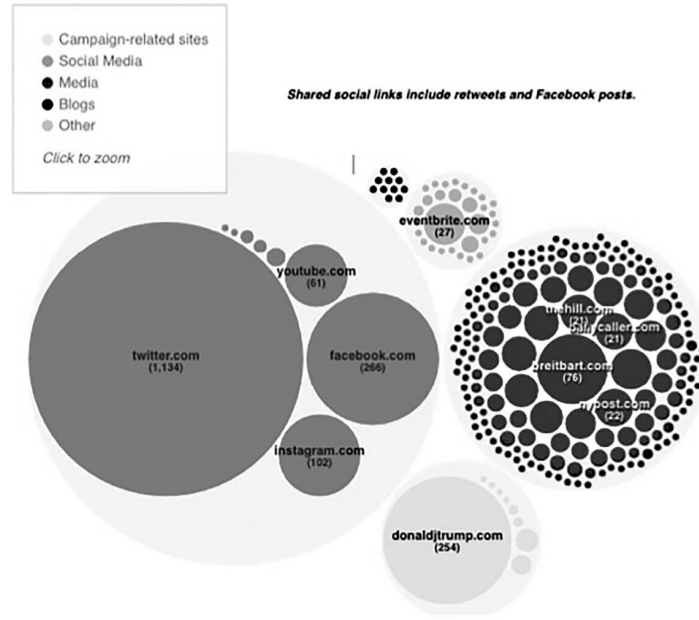 Campaign-related sites
Social Media
Media
Blogs
Other
Click to zoom
Shared social links include retweets and Facebook posts.
eventbrite.com
(27)
youtube.com
(61)
thehill.com
(21)
dailycaller.com
(21)
twitter.com
(1,134)
facebook.com
(266)
breitbart.com
(76)
nypost.com
(22)
instagram.com
(102)
donaldjtrump.com
(254)